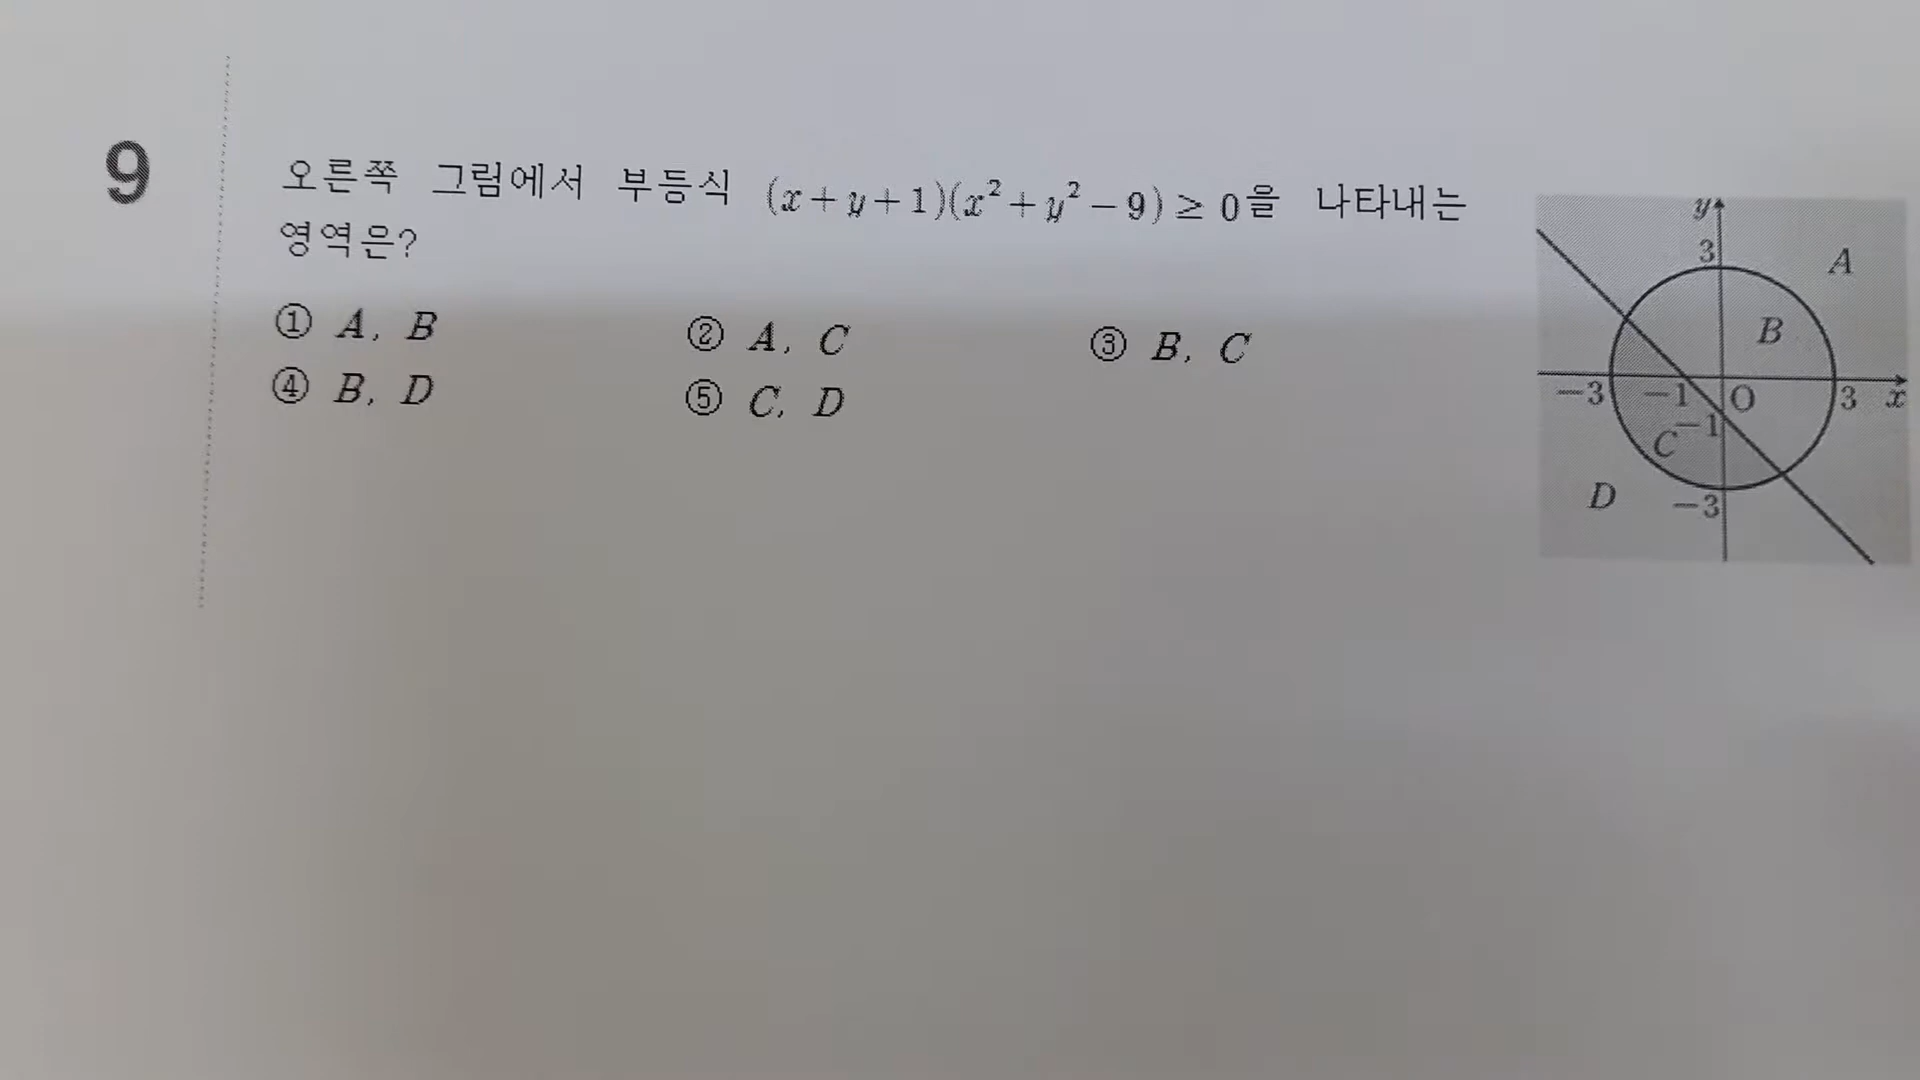 9
오른쪽 그림에서 부등식 (x+y+1)(x²+y²-9) ≥ 0을 나타내는
영역은?
① A, B ② A, C ③ B, C
④ B, D ⑤ C, D
y
3
A
B
-3 -1 O 3 x
-1
C
D
-3